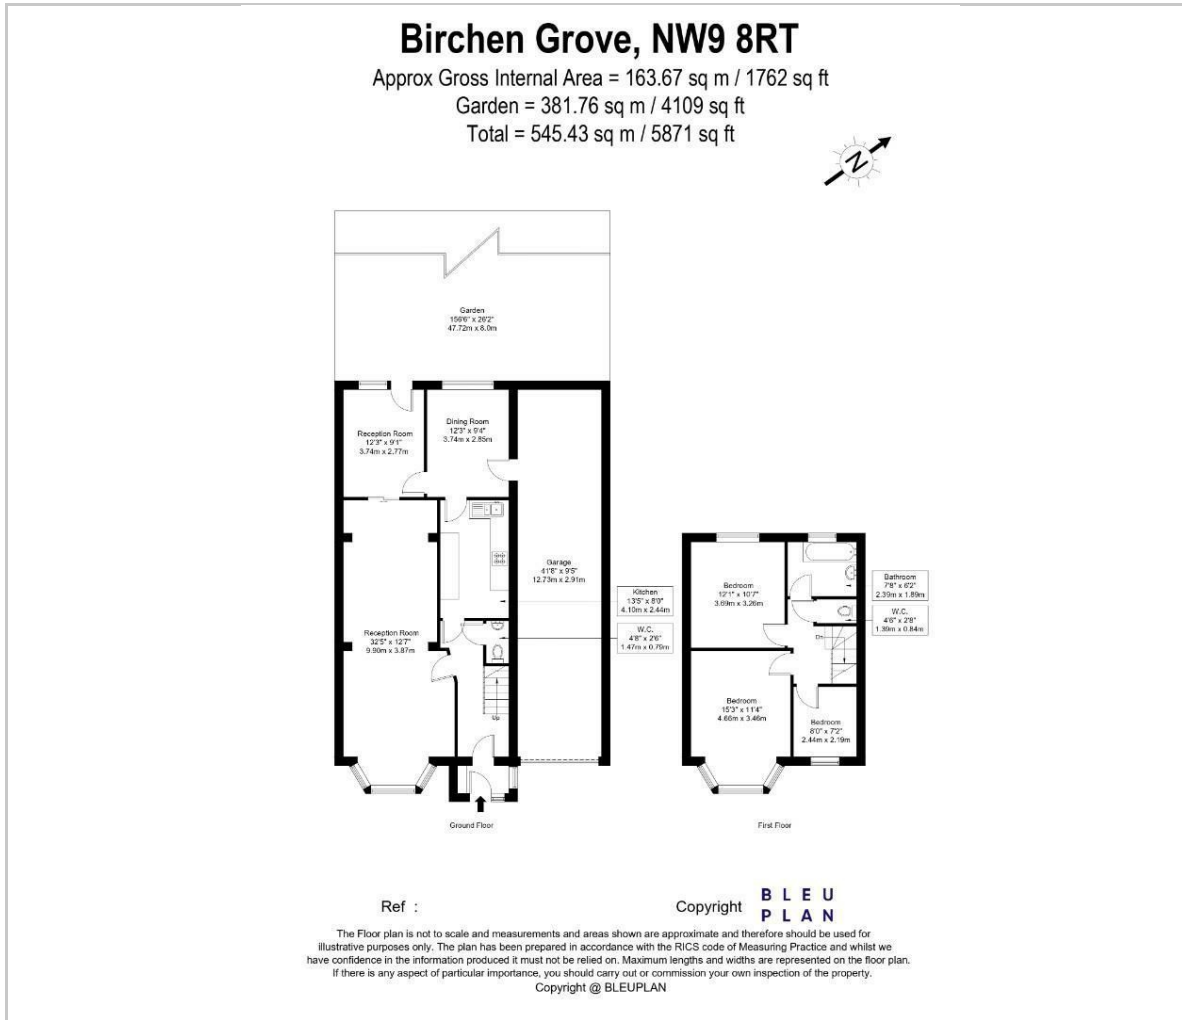 Birchen Grove, NW9 8RT
Approx Gross Internal Area = 163.67 sq m / 1762 sq ft
Garden = 381.76 sq m / 4109 sq ft
Total = 545.43 sq m / 5871 sq ft
N
Garden
156'6" x 26'2"
47.72m x 8.0m
Reception Room
12'3" x 9'1"
3.74m x 2.77m
Dining Room
12'3" x 9'4"
3.74m x 2.85m
Garage
41'8" x 9'5"
12.73m x 2.91m
Kitchen
13'5" x 8'0"
4.10m x 2.44m
W.C.
4'8" x 2'6"
1.47m x 0.79m
Reception Room
32'5" x 12'7"
9.90m x 3.87m
Up
Ground Floor
Bedroom
12'1" x 10'7"
3.69m x 3.26m
Bathroom
7'8" x 6'2"
2.39m x 1.89m
W.C.
4'6" x 2'8"
1.39m x 0.84m
Dn
Bedroom
15'3" x 11'4"
4.66m x 3.46m
Bedroom
8'0" x 7'2"
2.44m x 2.19m
First Floor
Ref :
Copyright
BLEU
PLAN
The Floor plan is not to scale and measurements and areas shown are approximate and therefore should be used for
illustrative purposes only. The plan has been prepared in accordance with the RICS code of Measuring Practice and whilst we
have confidence in the information produced it must not be relied on. Maximum lengths and widths are represented on the floor plan.
If there is any aspect of particular importance, you should carry out or commission your own inspection of the property.
Copyright @ BLEUPLAN